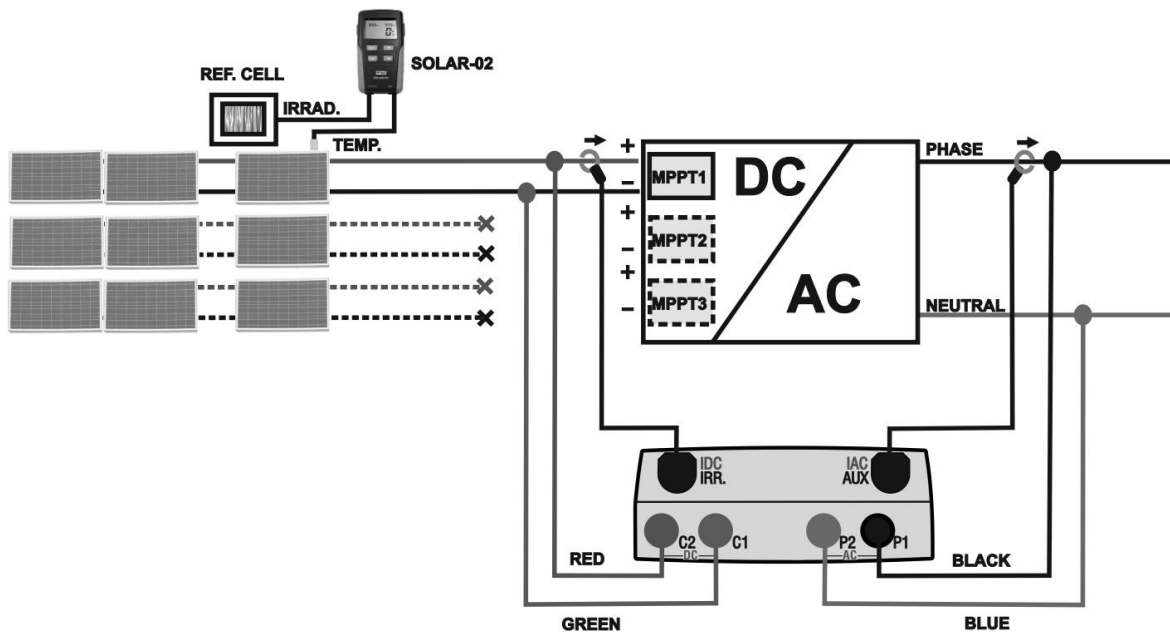 SOLAR-02
REF. CELL
IRRAD.
TEMP.
+
−
+
−
+
−
MPPT1
MPPT2
MPPT3
DC
AC
PHASE
NEUTRAL
IDC
IRR.
IAC
AUX
C2
C1
DC
P2
P1
AC
RED
BLACK
GREEN
BLUE